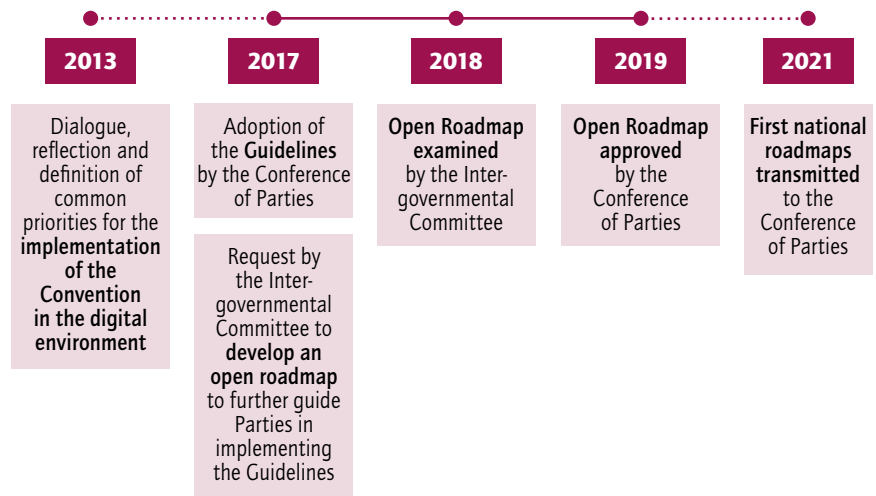 2013
Dialogue,
reflection and
definition of
common
priorities for the
implementation
of the
Convention
in the digital
environment
2017
Adoption of
the Guidelines
by the Conference
of Parties
Request by
the Inter-
governmental
Committee to
develop an
open roadmap
to further guide
Parties in
implementing
the Guidelines
2018
Open Roadmap
examined
by the Inter-
governmental
Committee
2019
Open Roadmap
approved
by the
Conference
of Parties
2021
First national
roadmaps
transmitted
to the
Conference
of Parties